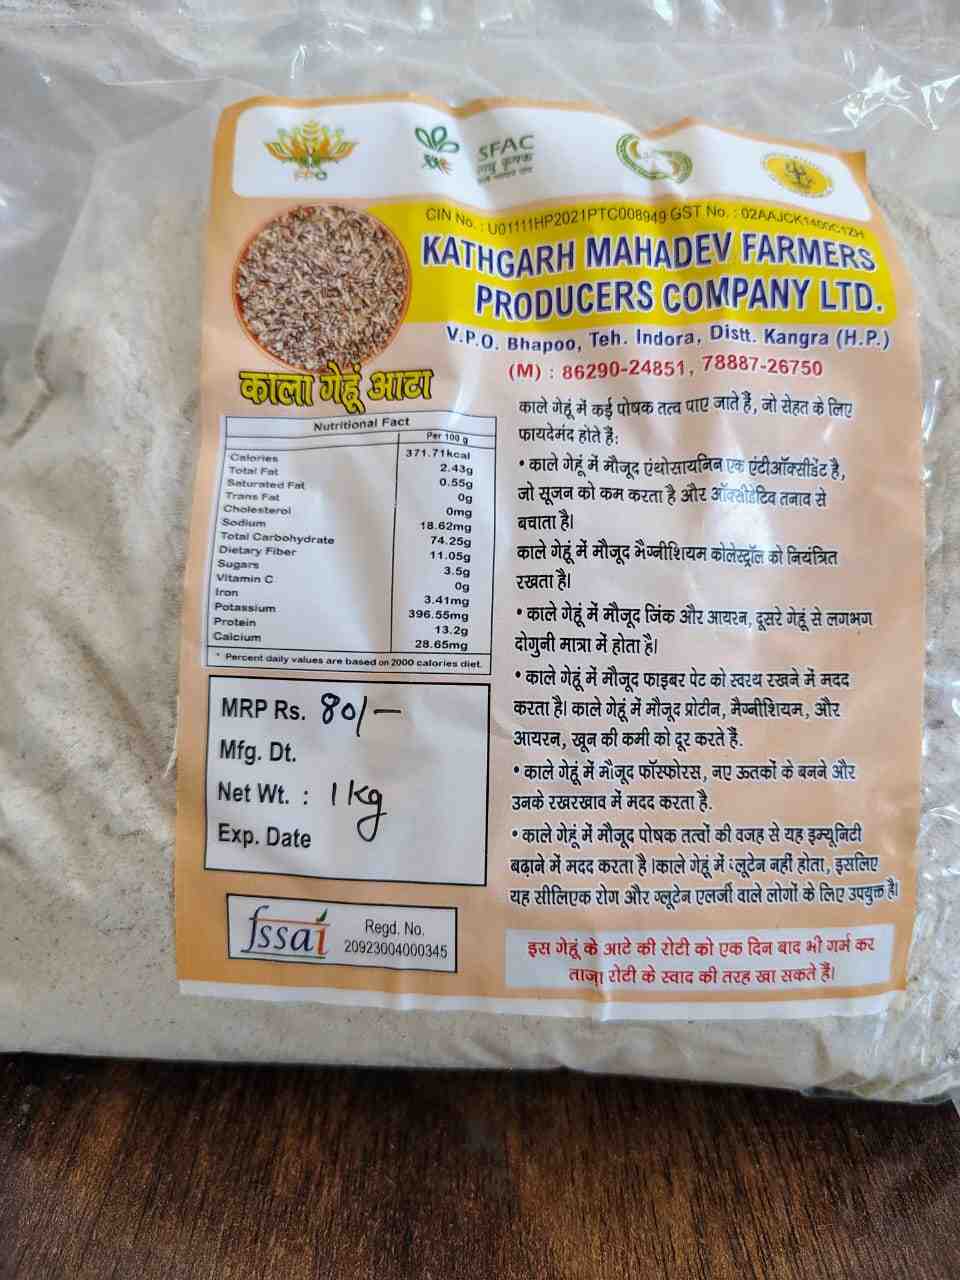 SFAC
CIN No. : U01111HP2021PTC008949 GST No. : 02AAJCK1400C1ZH
KATHGARH MAHADEV FARMERS
PRODUCERS COMPANY LTD.
V.P.O. Bhapoo, Teh. Indora, Distt. Kangra (H.P.)
(M) : 86290-24851, 78887-26750
काला गेहूं आटा
Nutritional Fact
Per 100 g
Calories 371.71kcal
Total Fat 2.43g
Saturated Fat 0.55g
Trans Fat 0g
Cholesterol 0mg
Sodium 18.62mg
Total Carbohydrate 74.25g
Dietary Fiber 11.05g
Sugars 3.5g
Vitamin C 0g
Iron 3.41mg
Potassium 396.55mg
Protein 13.2g
Calcium 28.65mg
* Percent daily values are based on 2000 calories diet.
MRP Rs. 80/-
Mfg. Dt.
Net Wt. : 1 kg
Exp. Date
fssai
Regd. No.
20923004000345
काले गेहूं में कई पोषक तत्व पाए जाते हैं, जो सेहत के लिए
फायदेमंद होते हैं:
• काले गेहूं में मौजूद एंथोसायनिन एक एंटीऑक्सीडेंट है,
जो सूजन को कम करता है और ऑक्सीडेटिव तनाव से
बचाता है।
काले गेहूं में मौजूद मैग्नीशियम कोलेस्ट्रॉल को नियंत्रित
रखता है।
• काले गेहूं में मौजूद जिंक और आयरन, दूसरे गेहूं से लगभग
दोगुनी मात्रा में होता है।
• काले गेहूं में मौजूद फाइबर पेट को स्वस्थ रखने में मदद
करता है। काले गेहूं में मौजूद प्रोटीन, मैग्नीशियम, और
आयरन, खून की कमी को दूर करते हैं.
• काले गेहूं में मौजूद फॉस्फोरस, नए ऊतकों के बनने और
उनके रखरखाव में मदद करता है.
• काले गेहूं में मौजूद पोषक तत्वों की वजह से यह इम्यूनिटी
बढ़ाने में मदद करता है।काले गेहूं में ग्लूटेन नहीं होता, इसलिए
यह सीलिएक रोग और ग्लूटेन एलर्जी वाले लोगों के लिए उपयुक्त है।
इस गेहूं के आटे की रोटी को एक दिन बाद भी गर्म कर
ताजा रोटी के स्वाद की तरह खा सकते हैं।